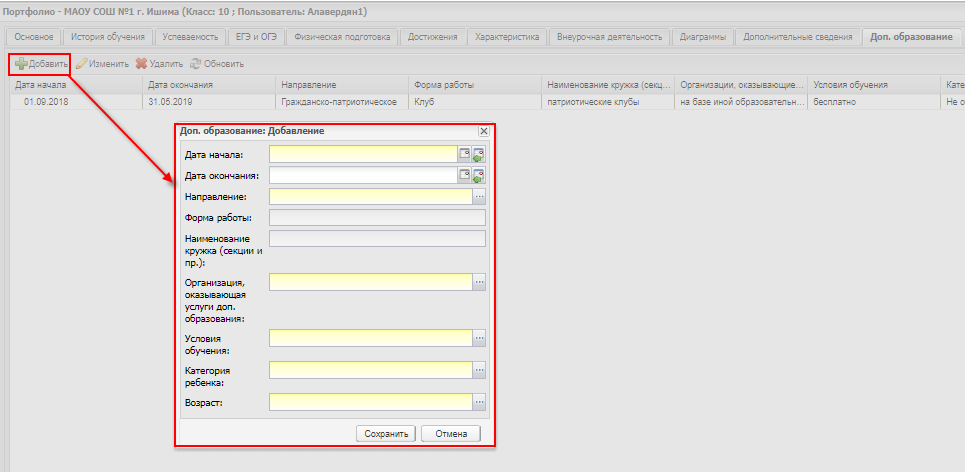 Портфолио - МАОУ СОШ №1 г. Ишима (Класс: 10 ; Пользователь: Алавердян1)
Основное История обучения Успеваемость ЕГЭ и ОГЭ Физическая подготовка Достижения Характеристика Внеурочная деятельность Диаграммы Дополнительные сведения Доп. образование
Добавить Изменить Удалить Обновить
Дата начала Дата окончания Направление Форма работы Наименование кружка (секц... Организации, оказывающие... Условия обучения Кате
01.09.2018 31.05.2019 Гражданско-патриотическое Клуб патриотические клубы на базе иной образовательн... бесплатно Не о
Доп. образование: Добавление
Дата начала:
Дата окончания:
Направление:
Форма работы:
Наименование
кружка (секции и
пр.):
Организация,
оказывающая
услуги доп.
образования:
Условия
обучения:
Категория
ребенка:
Возраст:
Сохранить Отмена